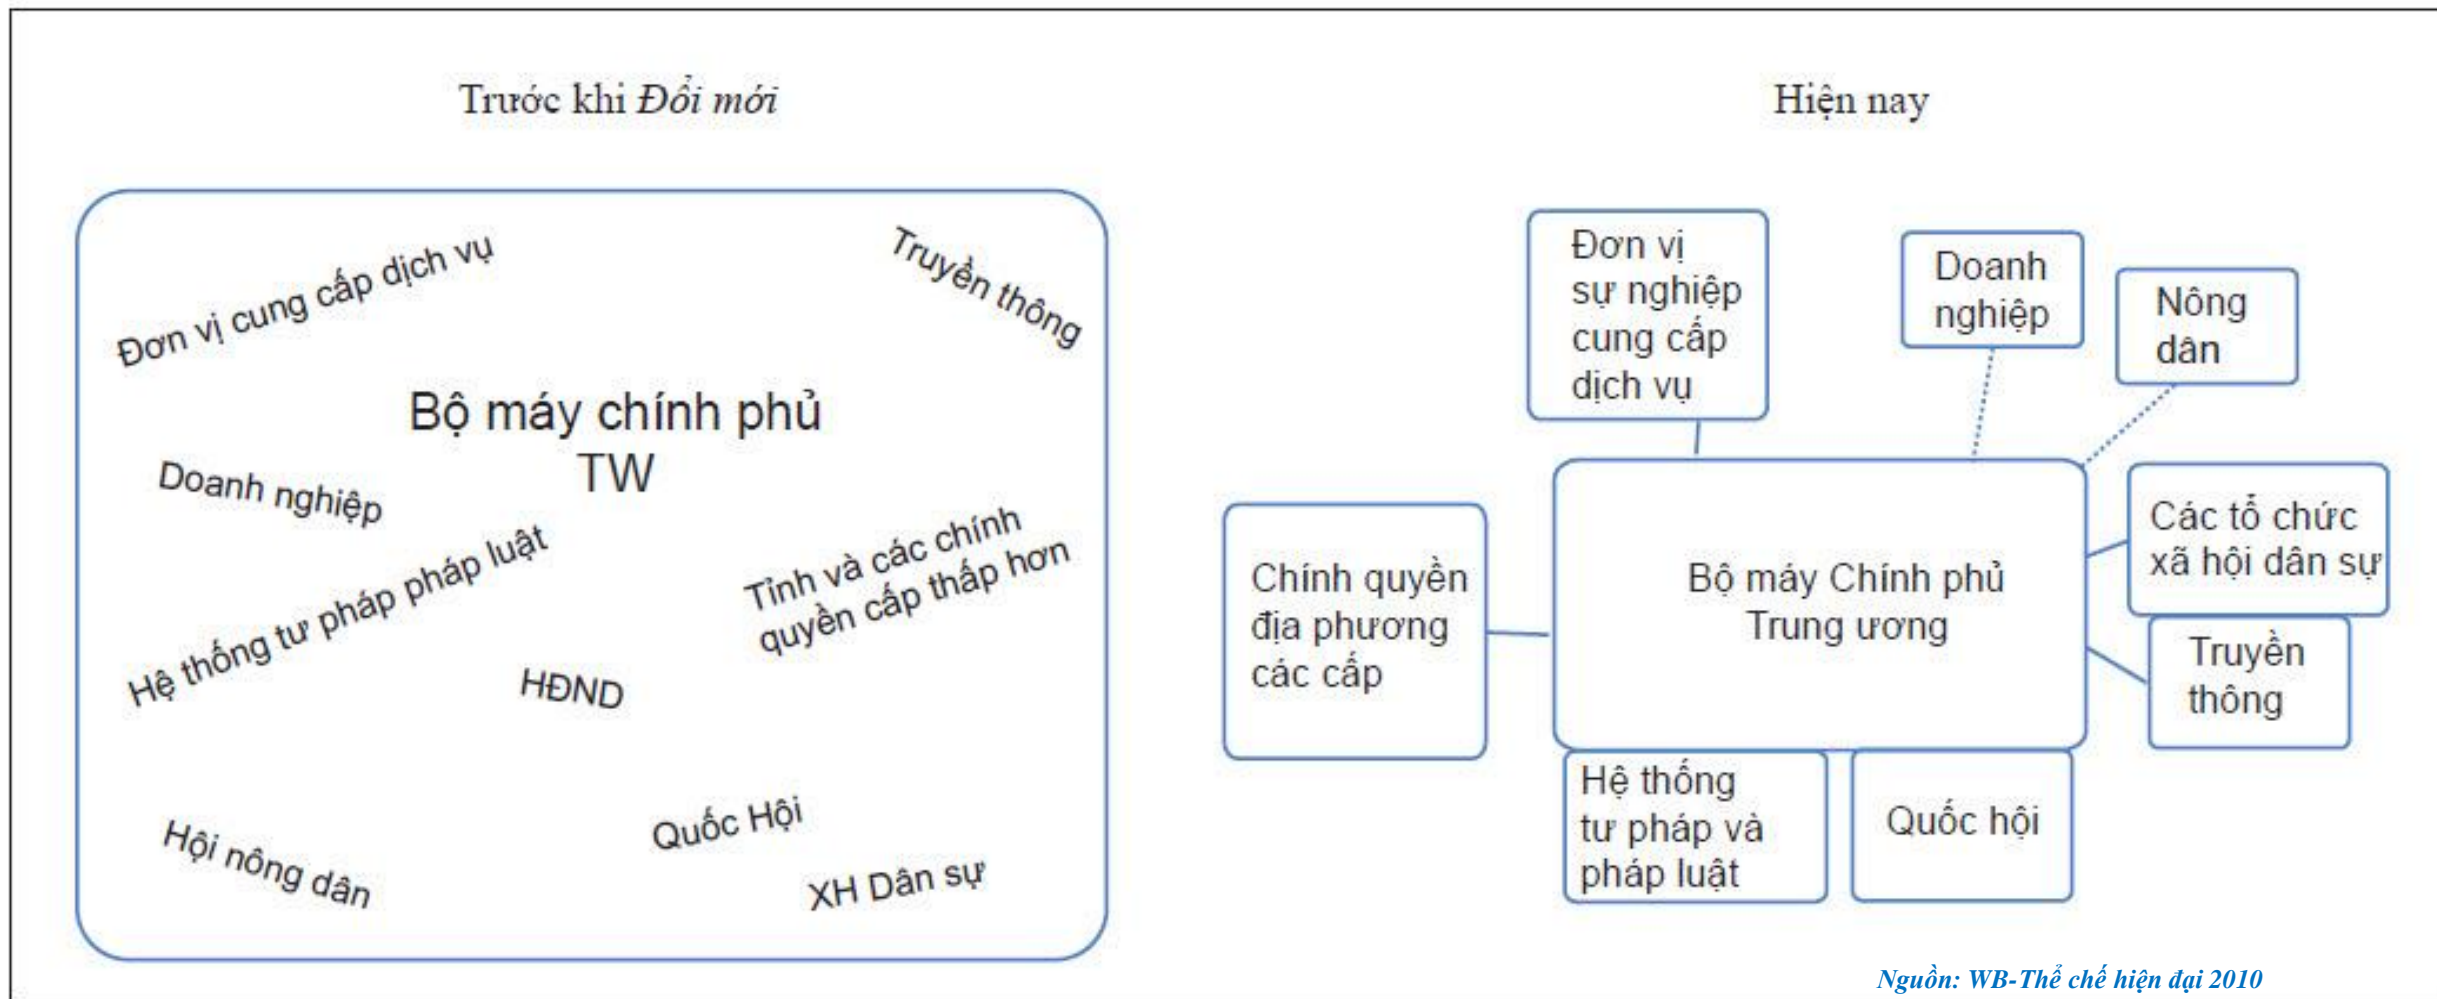 Trước khi Đổi mới
Đơn vị cung cấp dịch vụ
Truyền thông
Bộ máy chính phủ
TW
Doanh nghiệp
Hệ thống tư pháp pháp luật
Tỉnh và các chính
quyền cấp thấp hơn
HĐND
Quốc Hội
Hội nông dân
XH Dân sự
Hiện nay
Đơn vị
sự nghiệp
cung cấp
dịch vụ
Doanh
nghiệp
Nông
dân
Chính quyền
địa phương
các cấp
Bộ máy Chính phủ
Trung ương
Các tổ chức
xã hội dân sự
Truyền
thông
Hệ thống
tư pháp và
pháp luật
Quốc hội
Nguồn: WB-Thể chế hiện đại 2010